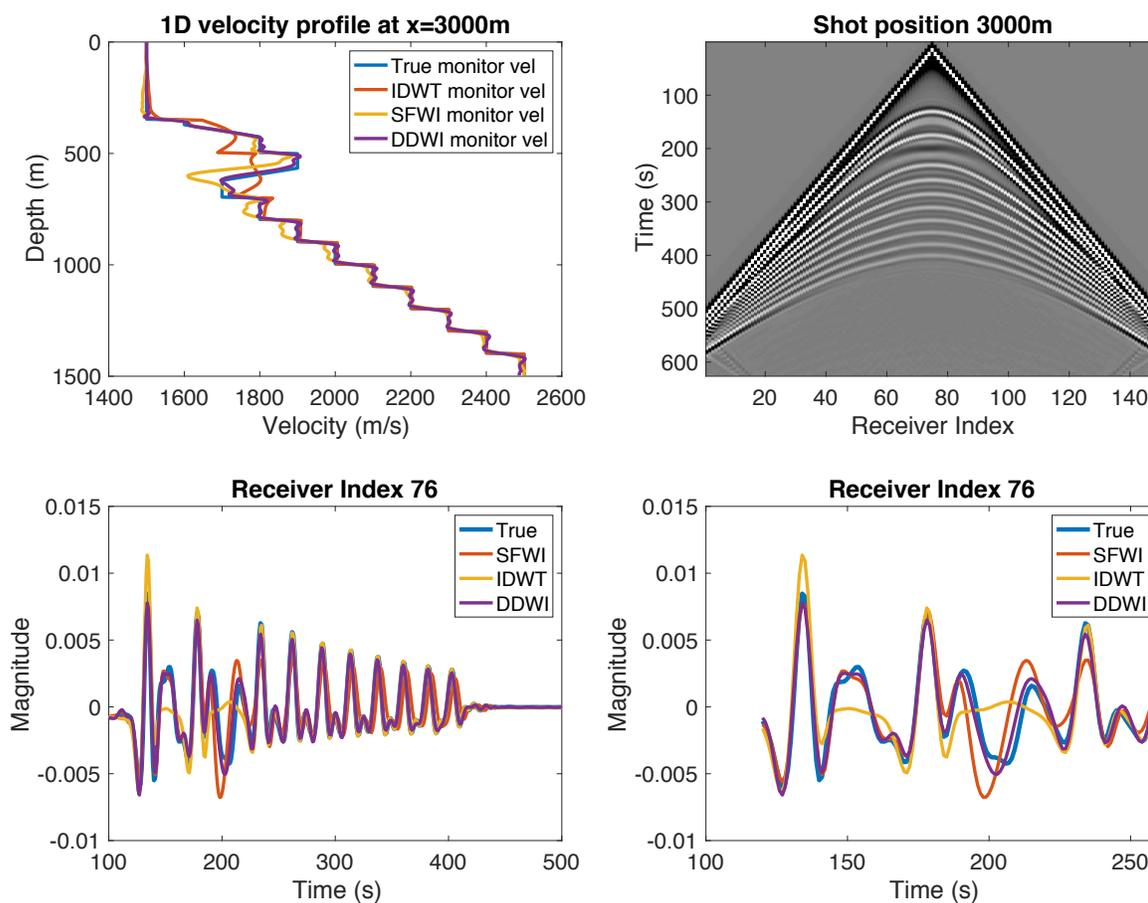 1D velocity profile at x=3000m
0
500
1000
1500
Depth (m)
True monitor vel
IDWT monitor vel
SFWI monitor vel
DDWI monitor vel
1400 1600 1800 2000 2200 2400 2600
Velocity (m/s)
Shot position 3000m
100
200
300
400
500
600
Time (s)
20 40 60 80 100 120 140
Receiver Index
Receiver Index 76
0.015
0.01
0.005
0
-0.005
-0.01
Magnitude
True
SFWI
IDWT
DDWI
100 200 300 400 500
Time (s)
Receiver Index 76
0.015
0.01
0.005
0
-0.005
-0.01
Magnitude
True
SFWI
IDWT
DDWI
100 150 200 250
Time (s)